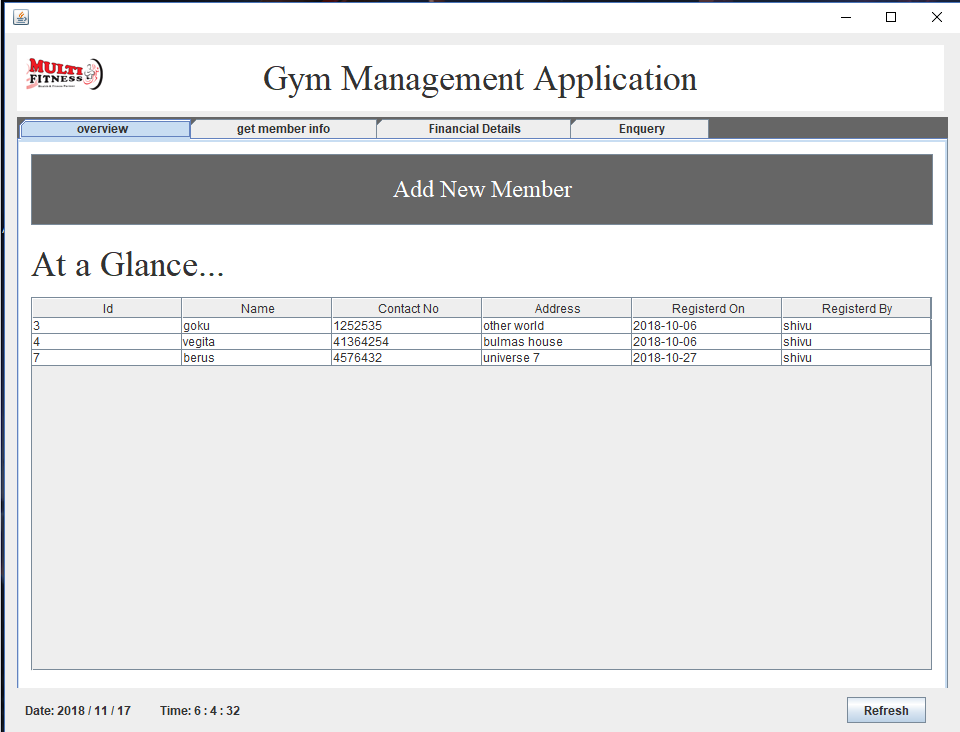 MULTI
FITNESS
Gym Management Application
overview get member info Financial Details Enquery
Add New Member
At a Glance...
Id Name Contact No Address Registerd On Registerd By
3 goku 1252535 other world 2018-10-06 shivu
4 vegita 41364254 bulmas house 2018-10-06 shivu
7 berus 4576432 universe 7 2018-10-27 shivu
Date: 2018 / 11 / 17 Time: 6 : 4 : 32 Refresh